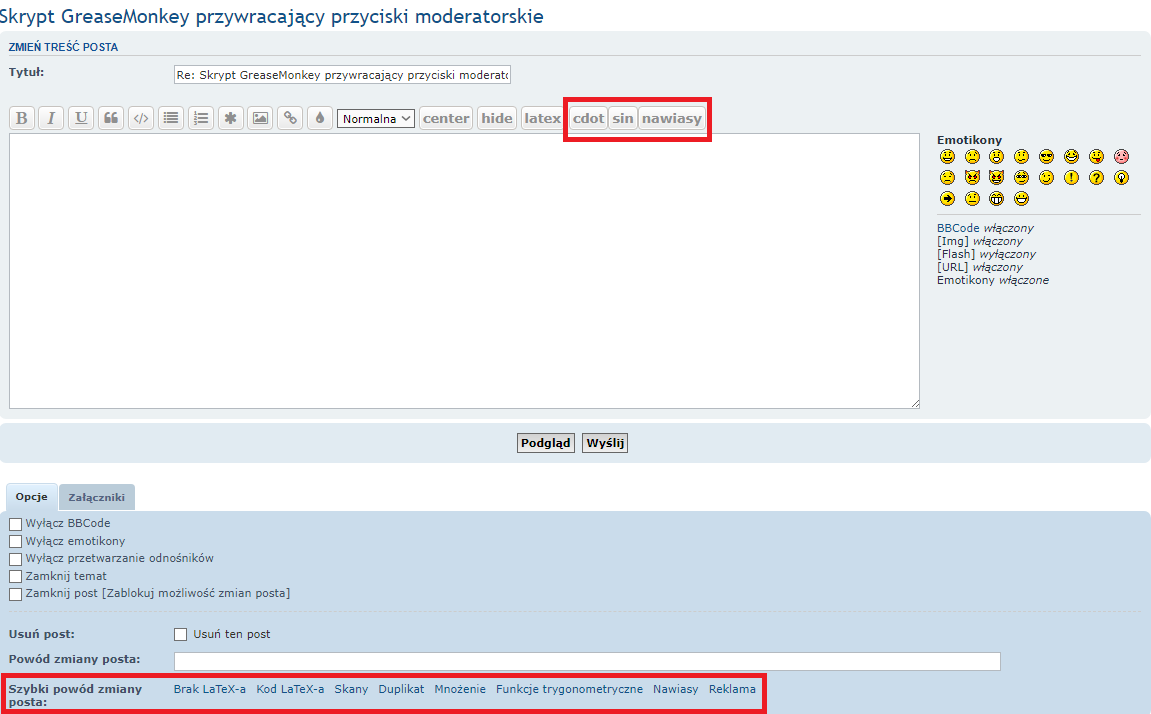 Skrypt GreaseMonkey przywracający przyciski moderatorskie
ZMIEŃ TREŚĆ POSTA
Tytuł: Re: Skrypt GreaseMonkey przywracający przyciski moderato
B I U Normalna center hide latex cdot sin nawiasy
Emotikony
BBCode włączony
[Img] włączony
[Flash] wyłączony
[URL] włączony
Emotikony włączone
Podgląd Wyślij
Opcje Załączniki
Wyłącz BBCode
Wyłącz emotikony
Wyłącz przetwarzanie odnośników
Zamknij temat
Zamknij post [Zablokuj możliwość zmian posta]
Usuń post: Usuń ten post
Powód zmiany posta:
Szybki powód zmiany posta: Brak LaTeX-a Kod LaTeX-a Skany Duplikat Mnożenie Funkcje trygonometryczne Nawiasy Reklama